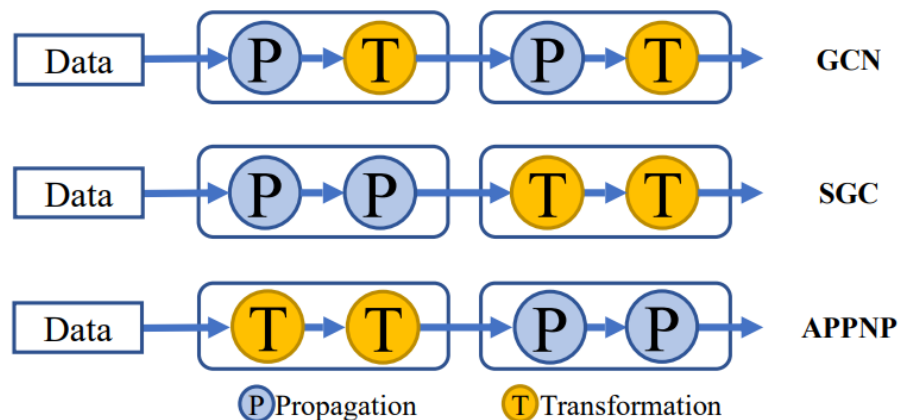 Data P T P T GCN
Data P P T T SGC
Data T T P P APPNP
P Propagation T Transformation